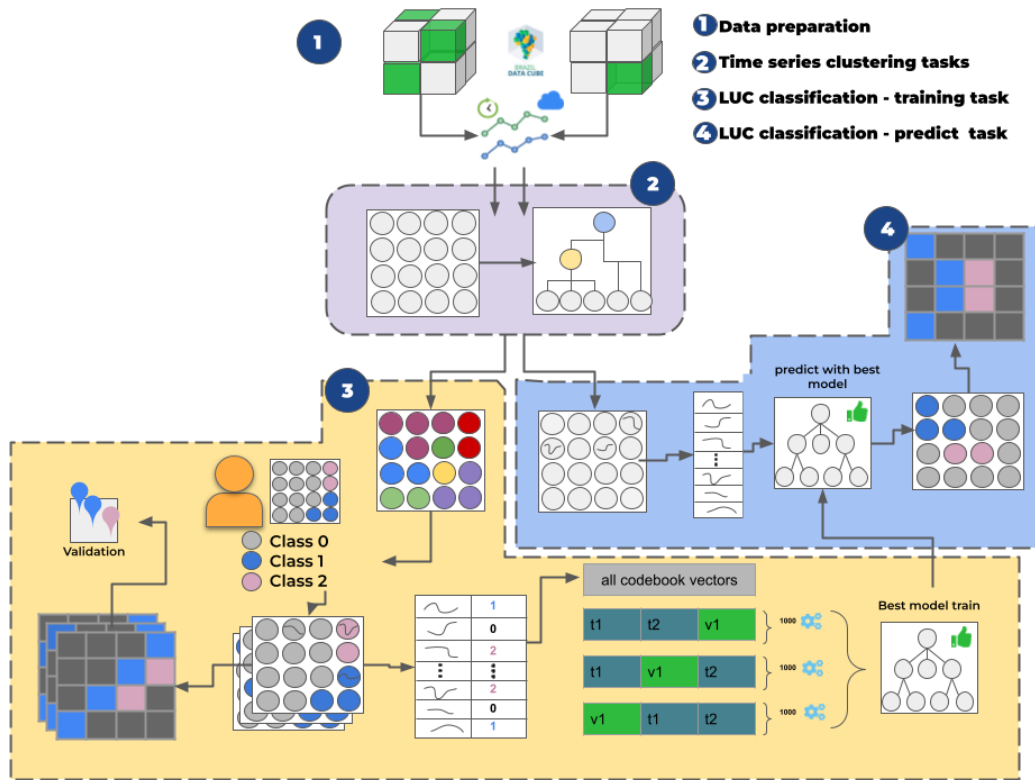 1
BRAZIL
DATA CUBE
1 Data preparation
2 Time series clustering tasks
3 LUC classification - training task
4 LUC classification - predict task
2
4
3
predict with best
model
Class 0
Class 1
Class 2
Validation
1
0
2
2
0
1
all codebook vectors
t1 t2 v1
1000
t1 v1 t2
1000
v1 t1 t2
1000
Best model train